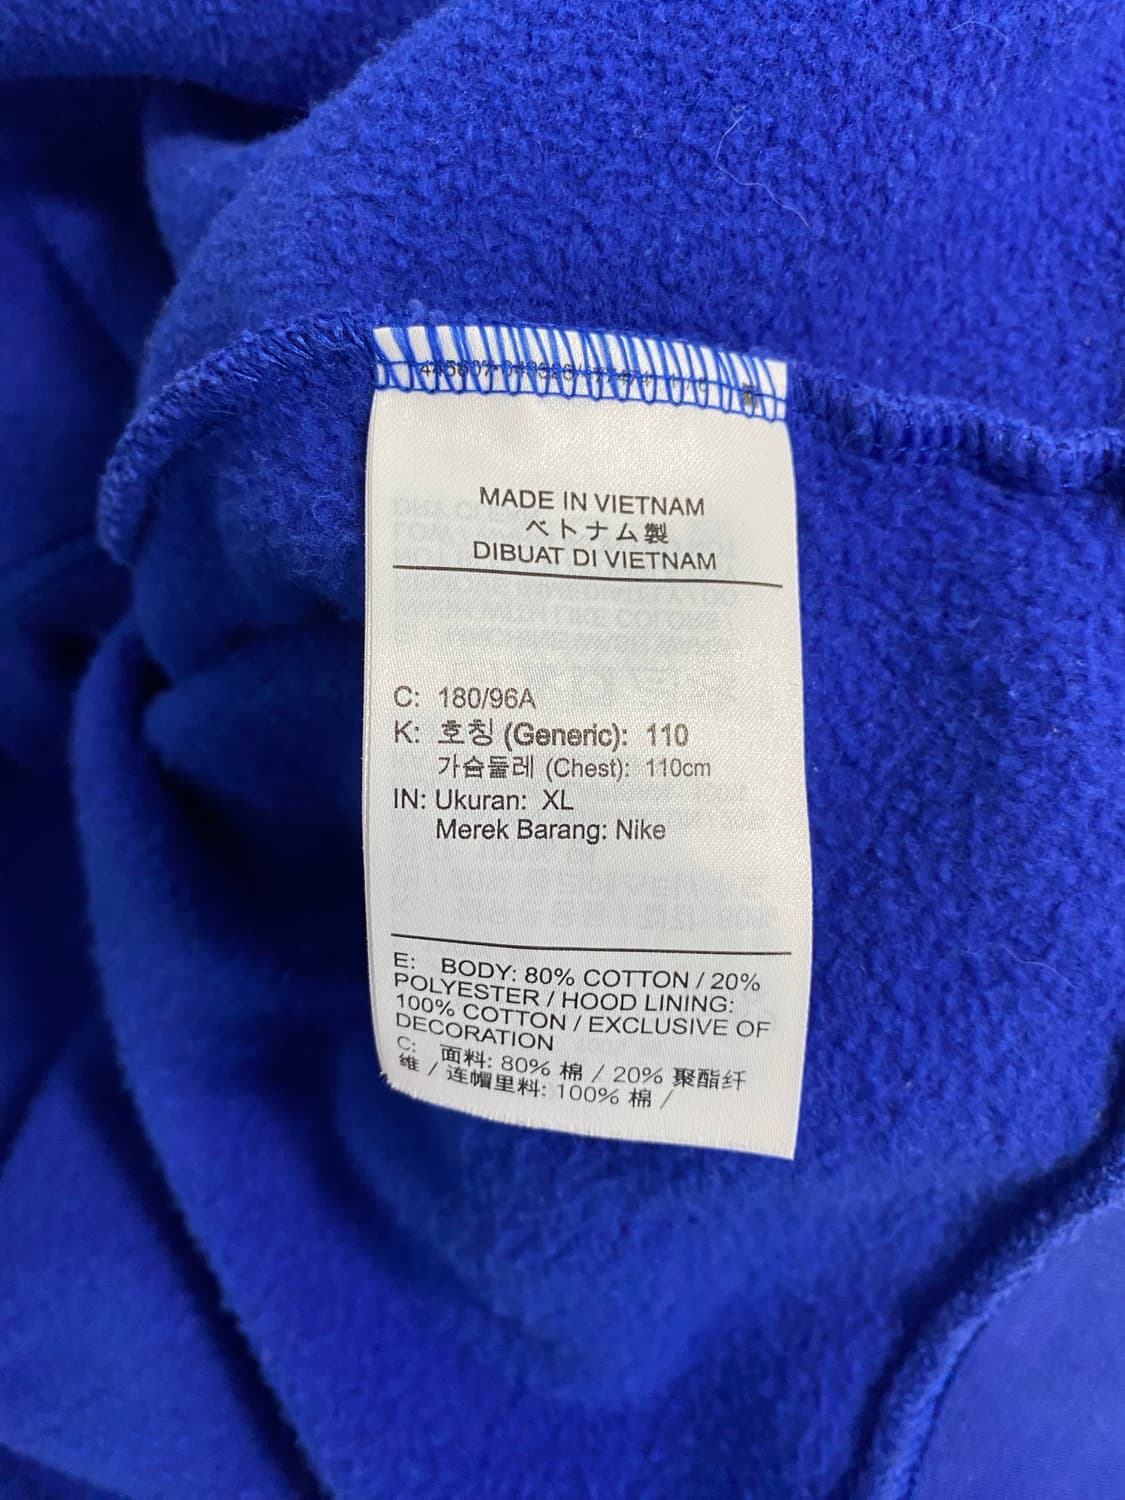 MADE IN VIETNAM
ベトナム製
DIBUAT DI VIETNAM
C: 180/96A
K: 호칭 (Generic): 110
가슴둘레 (Chest): 110cm
IN: Ukuran: XL
Merek Barang: Nike
E: BODY: 80% COTTON / 20%
POLYESTER / HOOD LINING:
100% COTTON / EXCLUSIVE OF
DECORATION
C: 面料: 80% 棉 / 20% 聚酯纤
维 / 连帽里料: 100% 棉 /